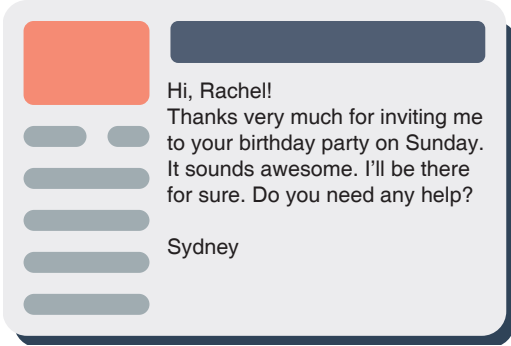 Hi, Rachel!
Thanks very much for inviting me
to your birthday party on Sunday.
It sounds awesome. I’ll be there
for sure. Do you need any help?
Sydney